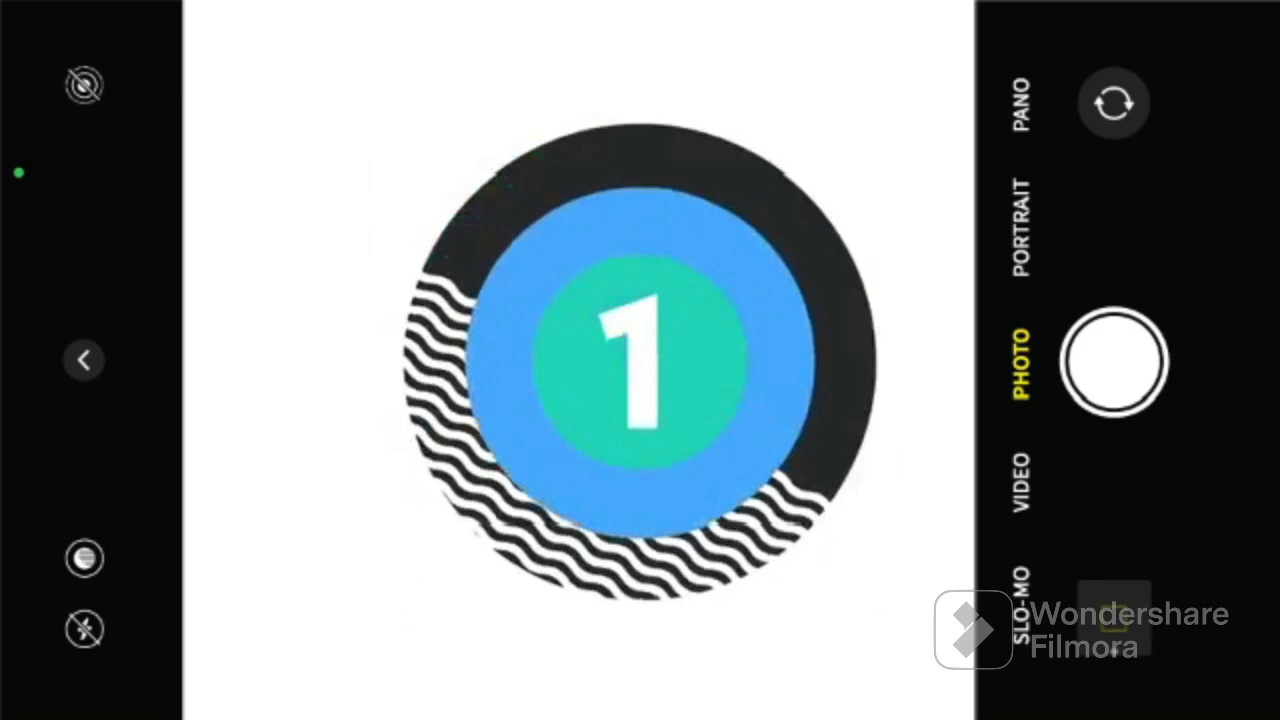 1
PANO
PORTRAIT
PHOTO
VIDEO
SLO-MO
Wondershare
Filmora